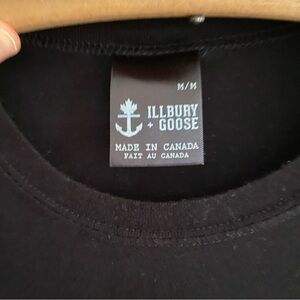 M/M
ILLBURY
+ GOOSE
MADE IN CANADA
FAIT AU CANADA